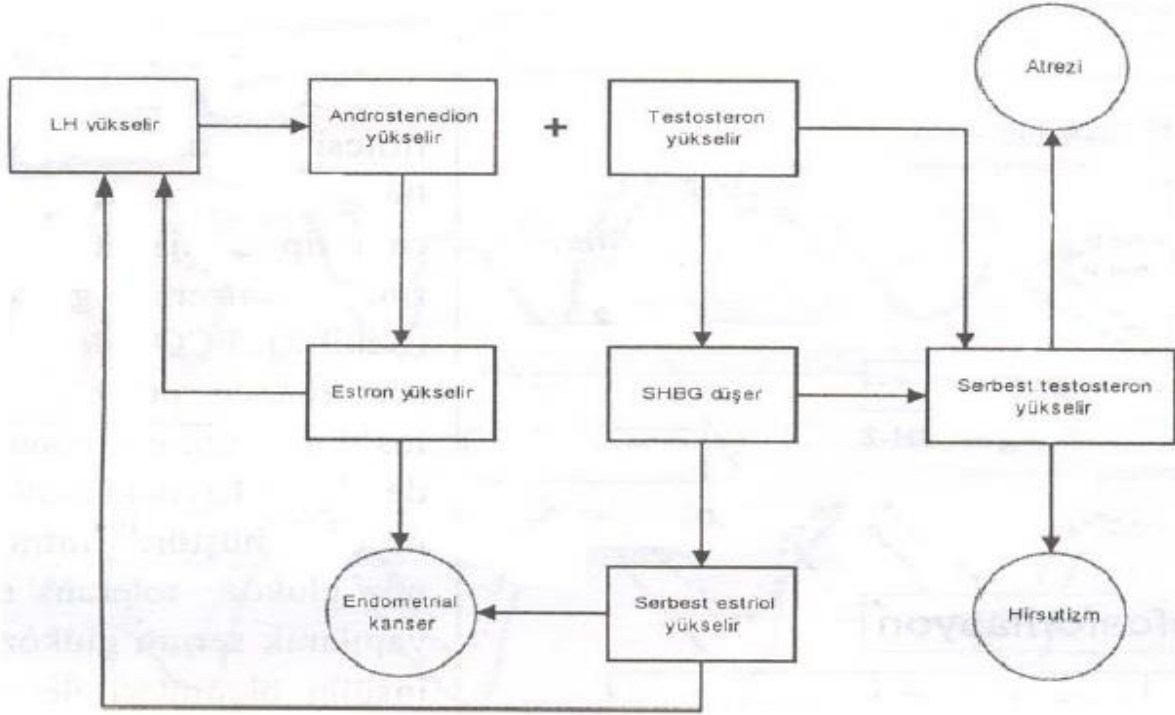 Atrezi
LH yükselir
Androstenedion
yükselir
+
Testosteron
yükselir
Estron yükselir
SHBG düşer
Serbest testosteron
yükselir
Endometrial
kanser
Serbest estriol
yükselir
Hirsutizm